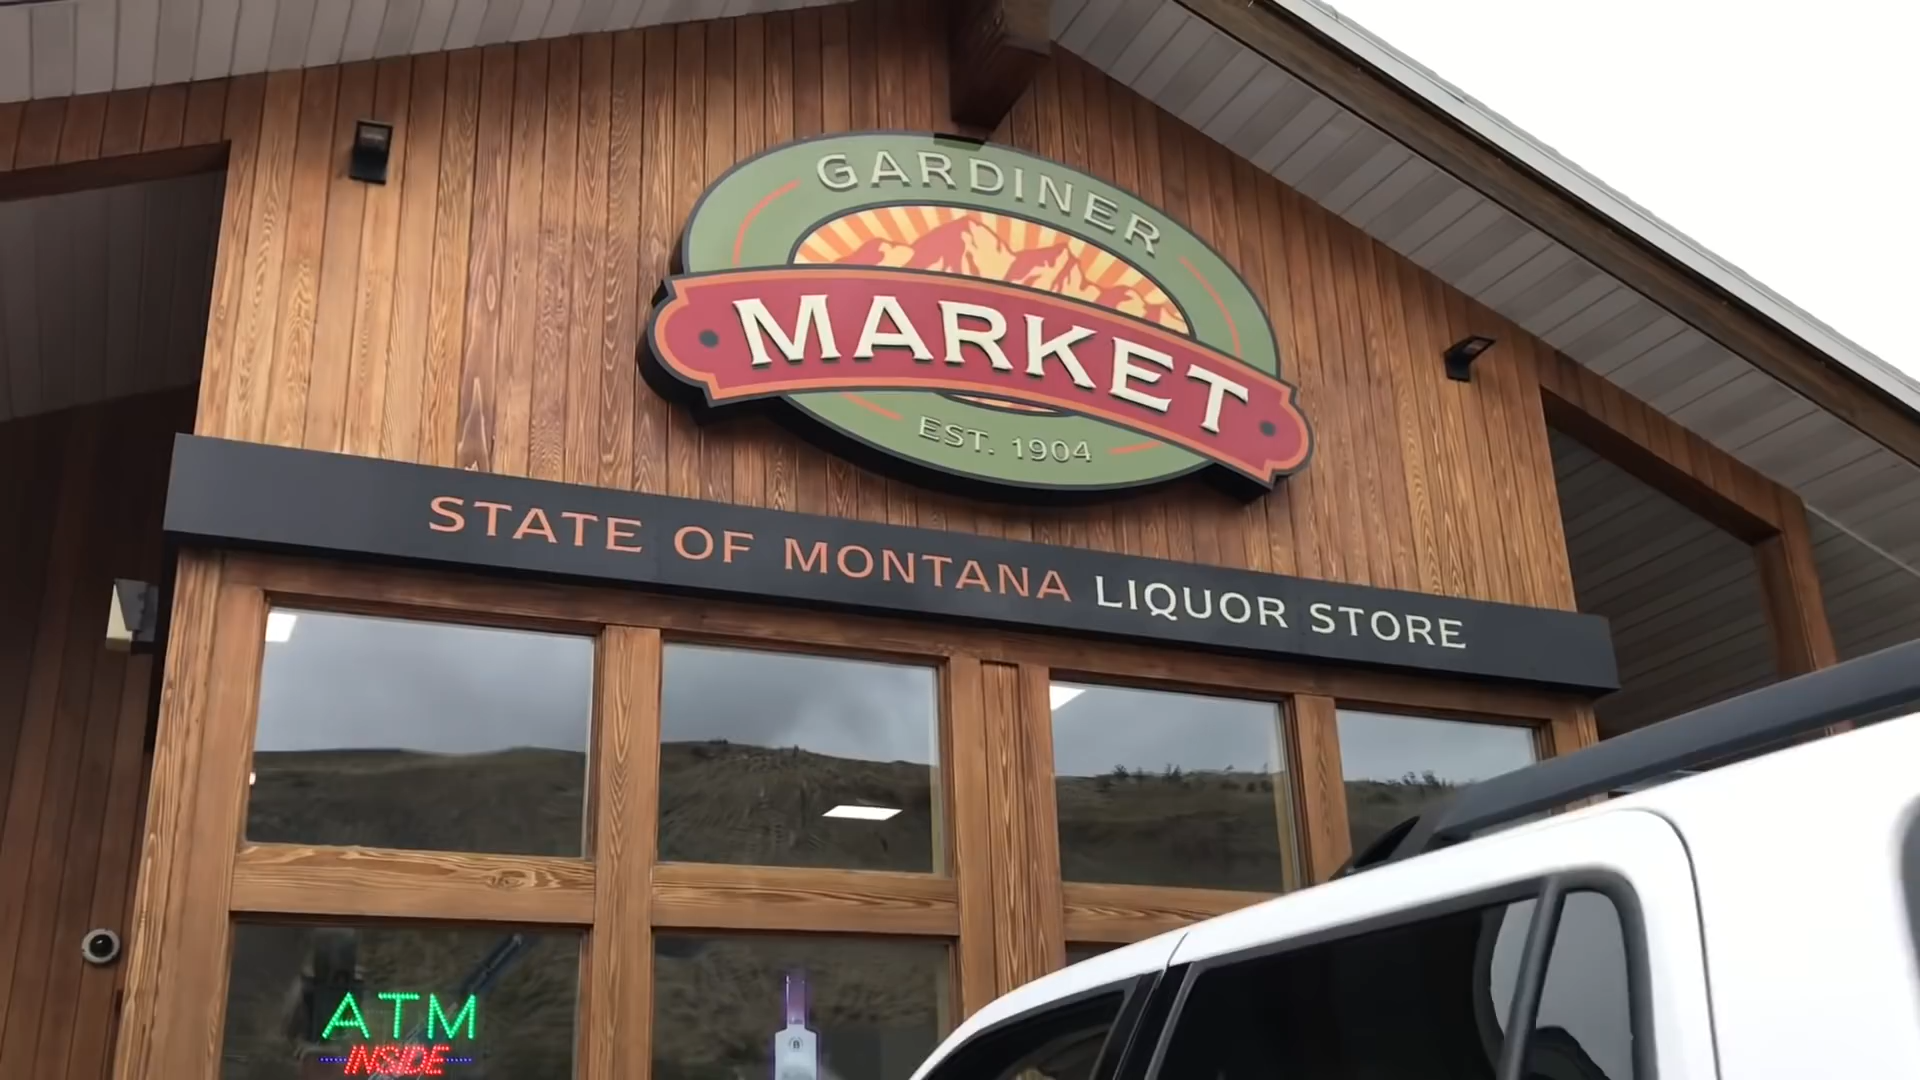 GARDINER
MARKET
EST. 1904
STATE OF MONTANA LIQUOR STORE
ATM
INSIDE